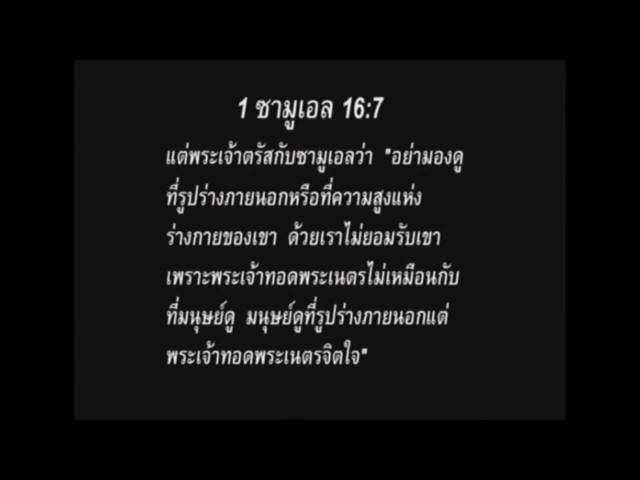 1 ซามูเอล 16:7
แต่พระเจ้าตรัสกับซามูเอลว่า "อย่ามองดู
ที่รูปร่างภายนอกหรือที่ความสูงแห่ง
ร่างกายของเขา ด้วยเราไม่ยอมรับเขา
เพราะพระเจ้าทอดพระเนตรไม่เหมือนกับ
ที่มนุษย์ดู มนุษย์ดูที่รูปร่างภายนอกแต่
พระเจ้าทอดพระเนตรจิตใจ"